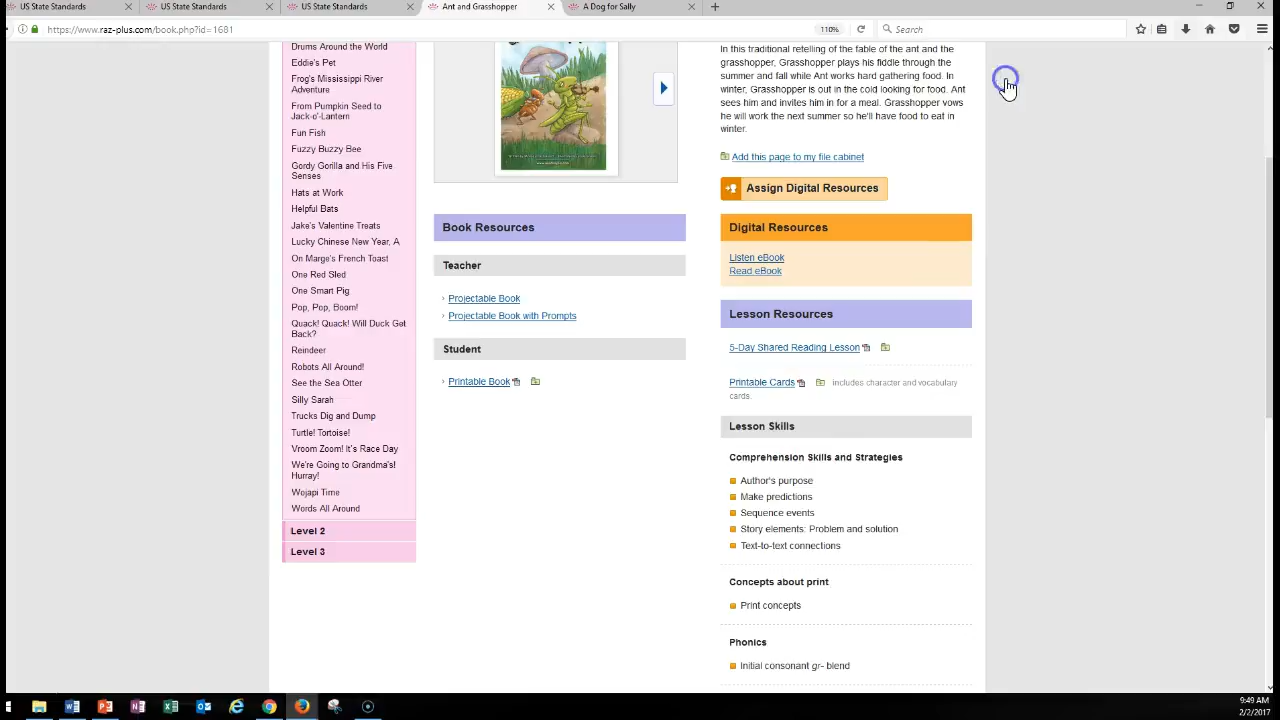 US State Standards
US State Standards
US State Standards
Ant and Grasshopper
A Dog for Sally
https://www.raz-plus.com/book.php?id=1681
110%
Search
Drums Around the World
Eddie's Pet
Frog's Mississippi River
Adventure
From Pumpkin Seed to
Jack-o'-Lantern
Fun Fish
Fuzzy Buzzy Bee
Gordy Gorilla and His Five
Senses
Hats at Work
Helpful Bats
Jake's Valentine Treats
Lucky Chinese New Year, A
On Marge's French Toast
One Red Sled
One Smart Pig
Pop, Pop, Boom!
Quack! Quack! Will Duck Get
Back?
Reindeer
Robots All Around!
See the Sea Otter
Silly Sarah
Trucks Dig and Dump
Turtle! Tortoise!
Vroom Zoom! It's Race Day
We're Going to Grandma's!
Hurray!
Wojapi Time
Words All Around
Level 2
Level 3
Book Resources
Teacher
Projectable Book
Projectable Book with Prompts
Student
Printable Book
In this traditional retelling of the fable of the ant and the
grasshopper, Grasshopper plays his fiddle through the
summer and fall while Ant works hard gathering food. In
winter, Grasshopper is out in the cold looking for food. Ant
sees him and invites him in for a meal. Grasshopper vows
he will work the next summer so he'll have food to eat in
winter.
Add this page to my file cabinet
Assign Digital Resources
Digital Resources
Listen eBook
Read eBook
Lesson Resources
5-Day Shared Reading Lesson
Printable Cards includes character and vocabulary
cards.
Lesson Skills
Comprehension Skills and Strategies
Author's purpose
Make predictions
Sequence events
Story elements: Problem and solution
Text-to-text connections
Concepts about print
Print concepts
Phonics
Initial consonant gr- blend
9:49 AM
2/2/2017